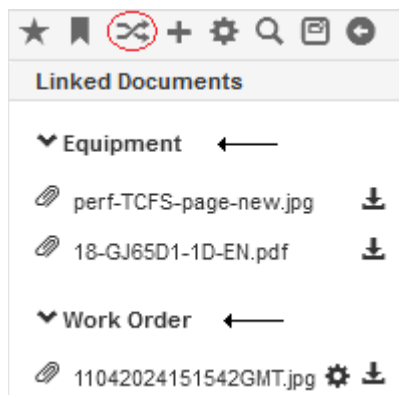 Linked Documents
Equipment
perf-TCFS-page-new.jpg
18-GJ65D1-1D-EN.pdf
Work Order
11042024151542GMT.jpg